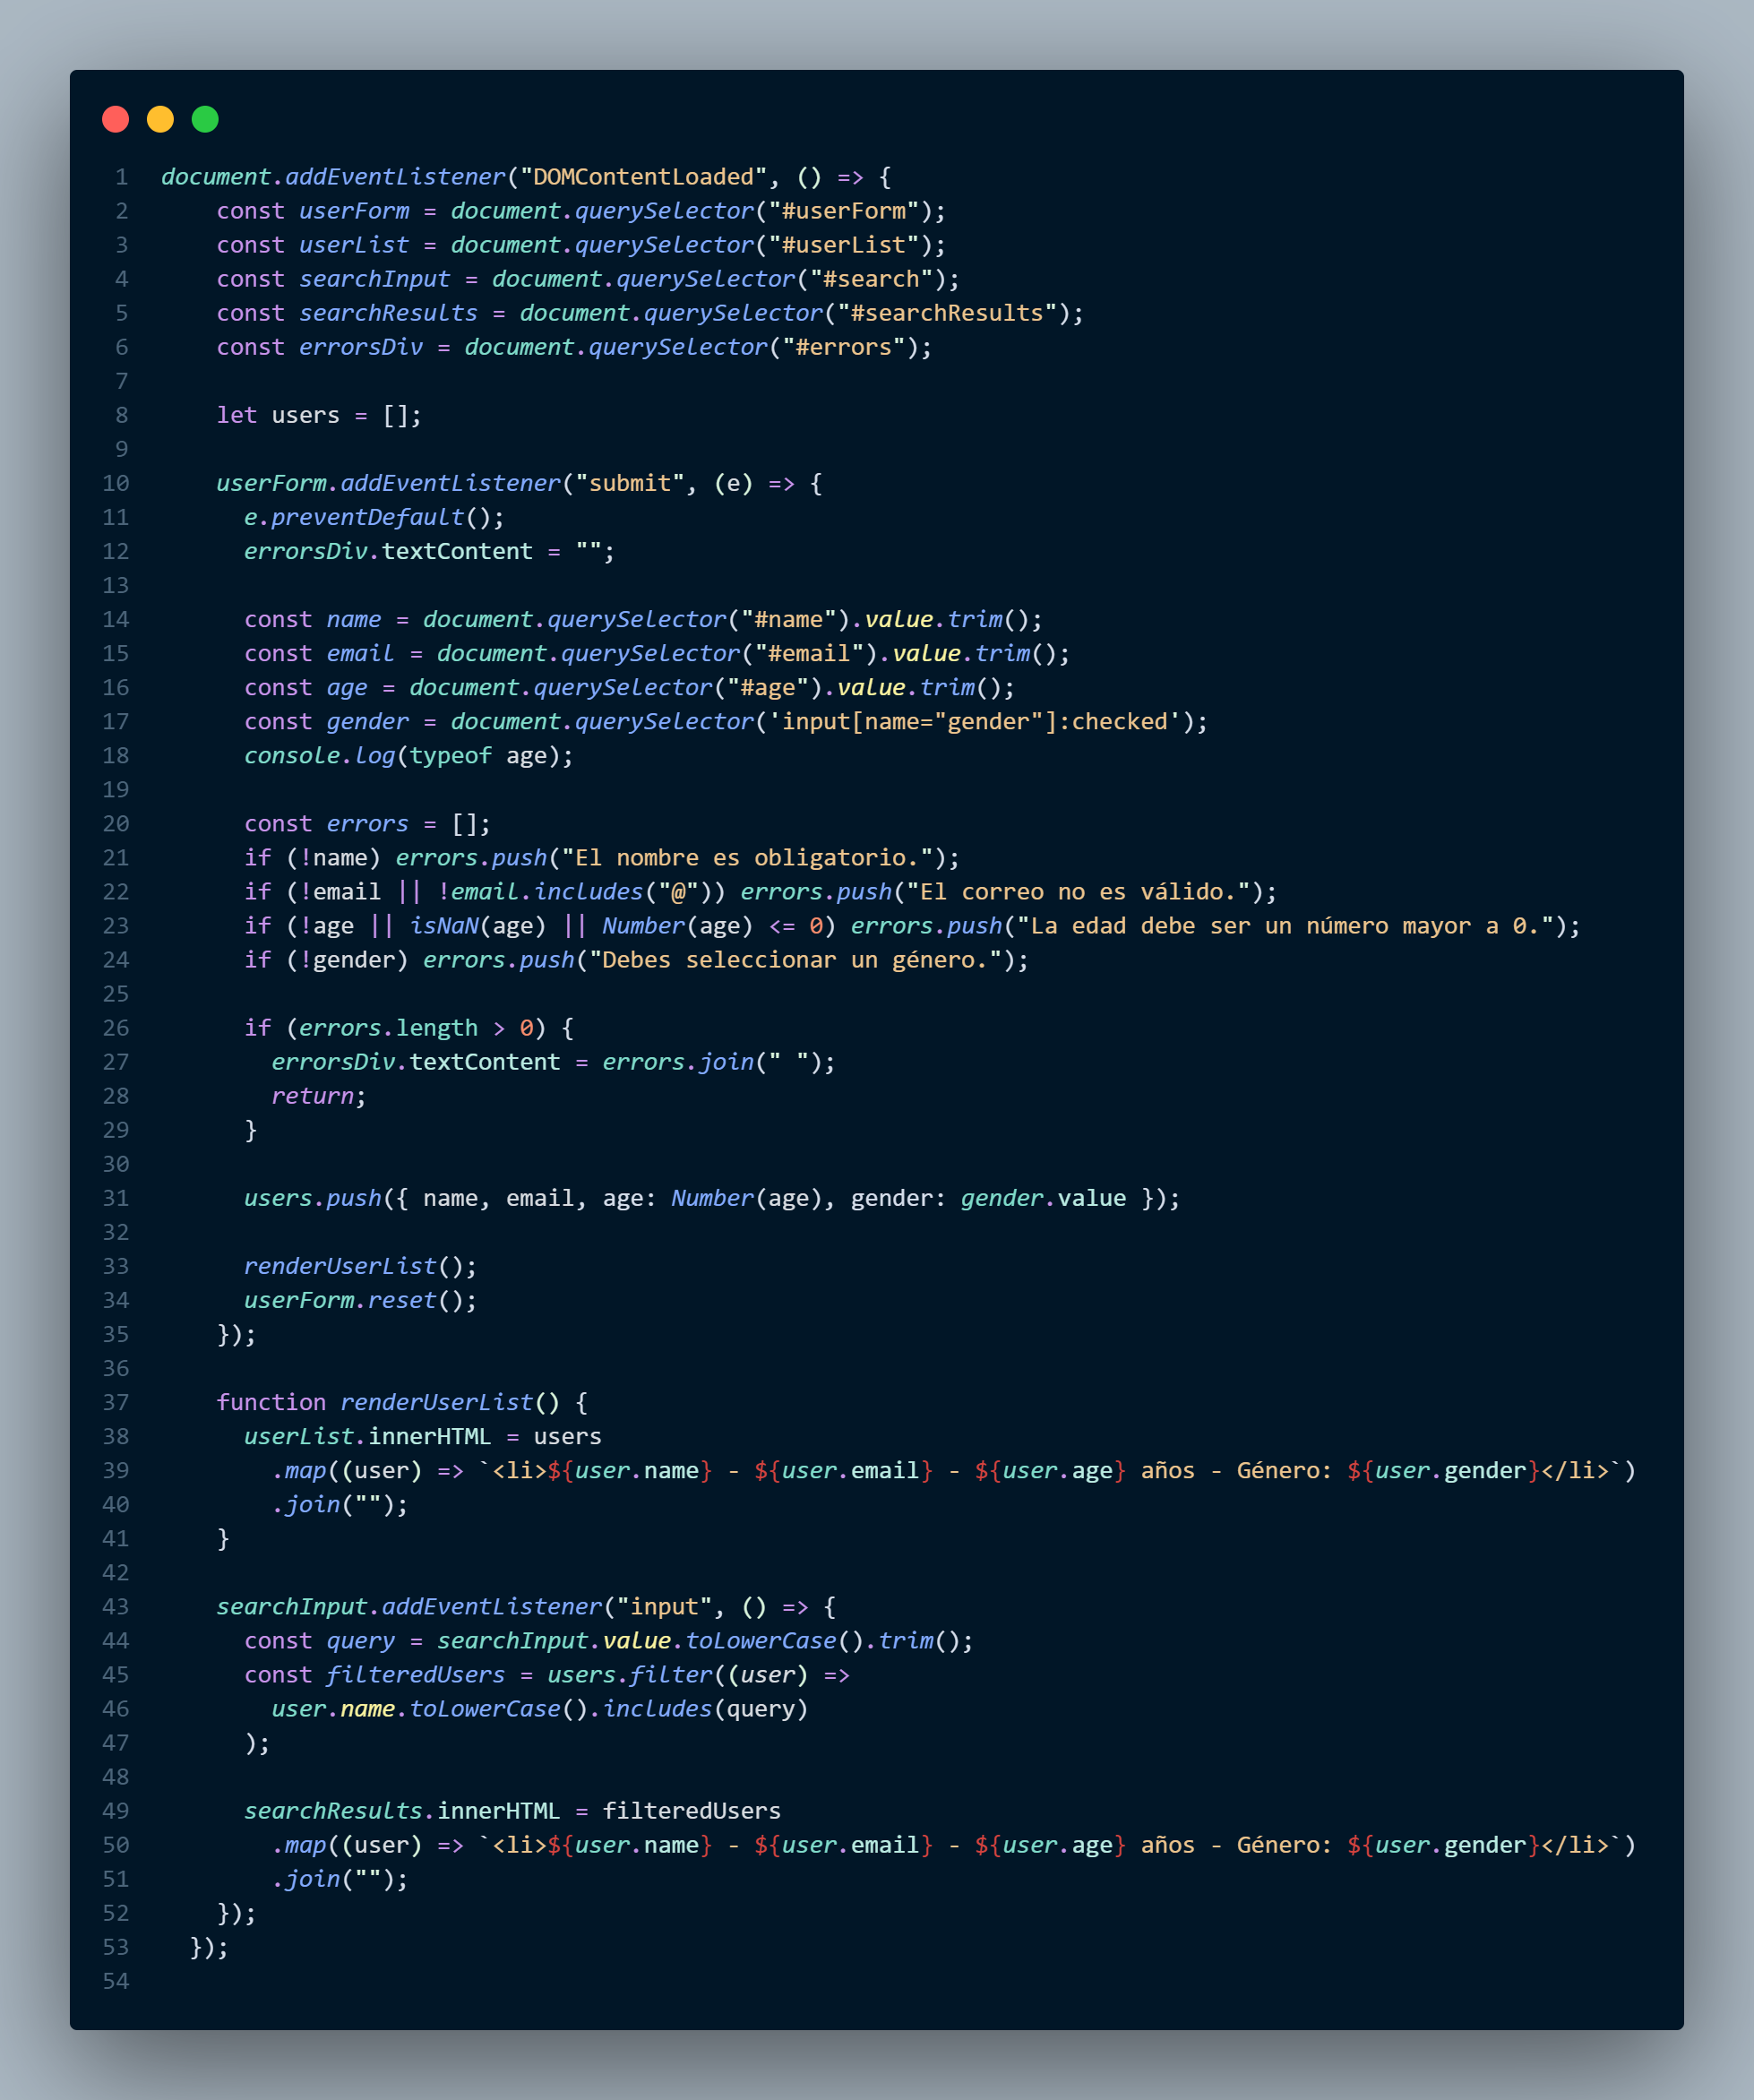 1 document.addEventListener("DOMContentLoaded", () => {
2 const userForm = document.querySelector("#userForm");
3 const userList = document.querySelector("#userList");
4 const searchInput = document.querySelector("#search");
5 const searchResults = document.querySelector("#searchResults");
6 const errorsDiv = document.querySelector("#errors");
7
8 let users = [];
9
10 userForm.addEventListener("submit", (e) => {
11 e.preventDefault();
12 errorsDiv.textContent = "";
13
14 const name = document.querySelector("#name").value.trim();
15 const email = document.querySelector("#email").value.trim();
16 const age = document.querySelector("#age").value.trim();
17 const gender = document.querySelector('input[name="gender"]:checked');
18 console.log(typeof age);
19
20 const errors = [];
21 if (!name) errors.push("El nombre es obligatorio.");
22 if (!email || !email.includes("@")) errors.push("El correo no es válido.");
23 if (!age || isNaN(age) || Number(age) <= 0) errors.push("La edad debe ser un número mayor a 0.");
24 if (!gender) errors.push("Debes seleccionar un género.");
25
26 if (errors.length > 0) {
27 errorsDiv.textContent = errors.join(" ");
28 return;
29 }
30
31 users.push({ name, email, age: Number(age), gender: gender.value });
32
33 renderUserList();
34 userForm.reset();
35 });
36
37 function renderUserList() {
38 userList.innerHTML = users
39 .map((user) => `<li>${user.name} - ${user.email} - ${user.age} años - Género: ${user.gender}</li>`)
40 .join("");
41 }
42
43 searchInput.addEventListener("input", () => {
44 const query = searchInput.value.toLowerCase().trim();
45 const filteredUsers = users.filter((user) =>
46 user.name.toLowerCase().includes(query)
47 );
48
49 searchResults.innerHTML = filteredUsers
50 .map((user) => `<li>${user.name} - ${user.email} - ${user.age} años - Género: ${user.gender}</li>`)
51 .join("");
52 });
53 });
54